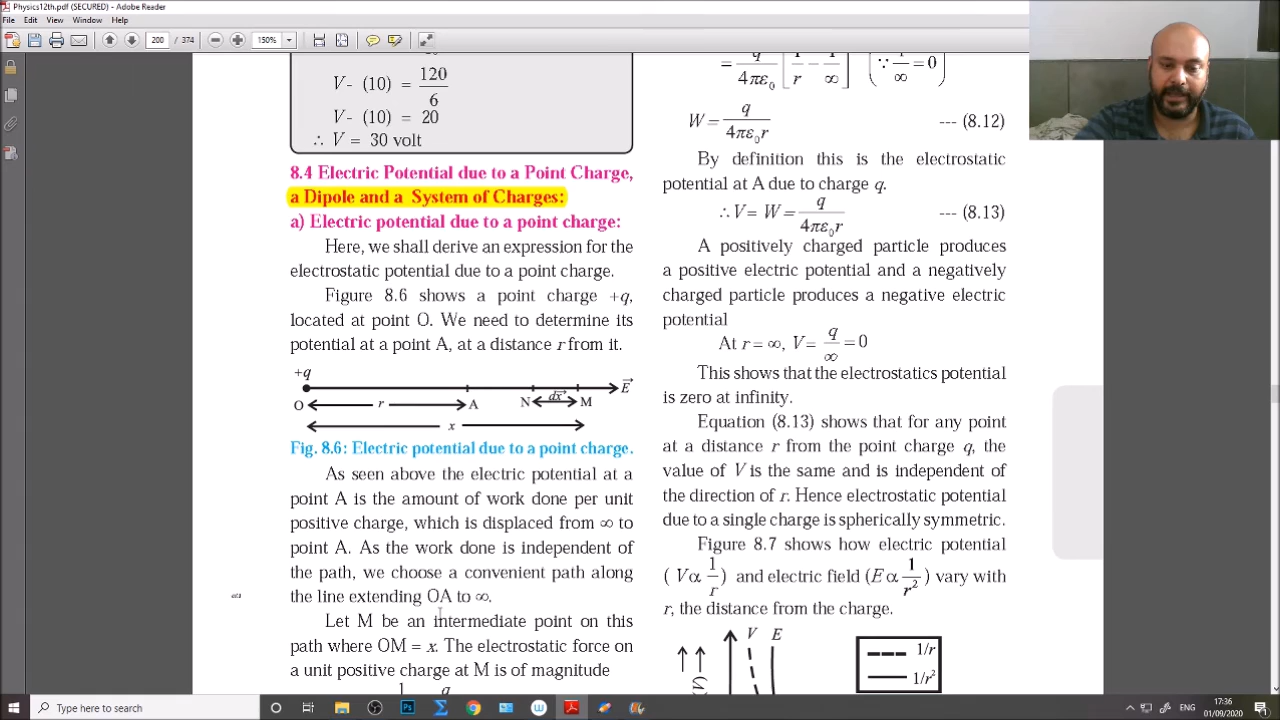 Physics12th.pdf (SECURED) - Adobe Reader
File Edit View Window Help
200 / 374 150%
V- (10) = 120
6
V- (10) = 20
∴ V = 30 volt
8.4 Electric Potential due to a Point Charge,
a Dipole and a System of Charges:
a) Electric potential due to a point charge:
Here, we shall derive an expression for the
electrostatic potential due to a point charge.
Figure 8.6 shows a point charge +q,
located at point O. We need to determine its
potential at a point A, at a distance r from it.
+q
E
O r A N dx M
x
Fig. 8.6: Electric potential due to a point charge.
As seen above the electric potential at a
point A is the amount of work done per unit
positive charge, which is displaced from ∞ to
point A. As the work done is independent of
the path, we choose a convenient path along
the line extending OA to ∞.
Let M be an intermediate point on this
path where OM = x. The electrostatic force on
a unit positive charge at M is of magnitude
1 q
= q/4πε0 [1/r − 1/∞] (∵ 1/∞ = 0)
W = q/4πε0r --- (8.12)
By definition this is the electrostatic
potential at A due to charge q.
∴ V = W = q/4πε0r --- (8.13)
A positively charged particle produces
a positive electric potential and a negatively
charged particle produces a negative electric
potential
At r = ∞, V = q/∞ = 0
This shows that the electrostatics potential
is zero at infinity.
Equation (8.13) shows that for any point
at a distance r from the point charge q, the
value of V is the same and is independent of
the direction of r. Hence electrostatic potential
due to a single charge is spherically symmetric.
Figure 8.7 shows how electric potential
( V α 1/r ) and electric field (E α 1/r² ) vary with
r, the distance from the charge.
V E
1/r
1/r²
(V)
Type here to search
ENG
17:36
01/09/2020